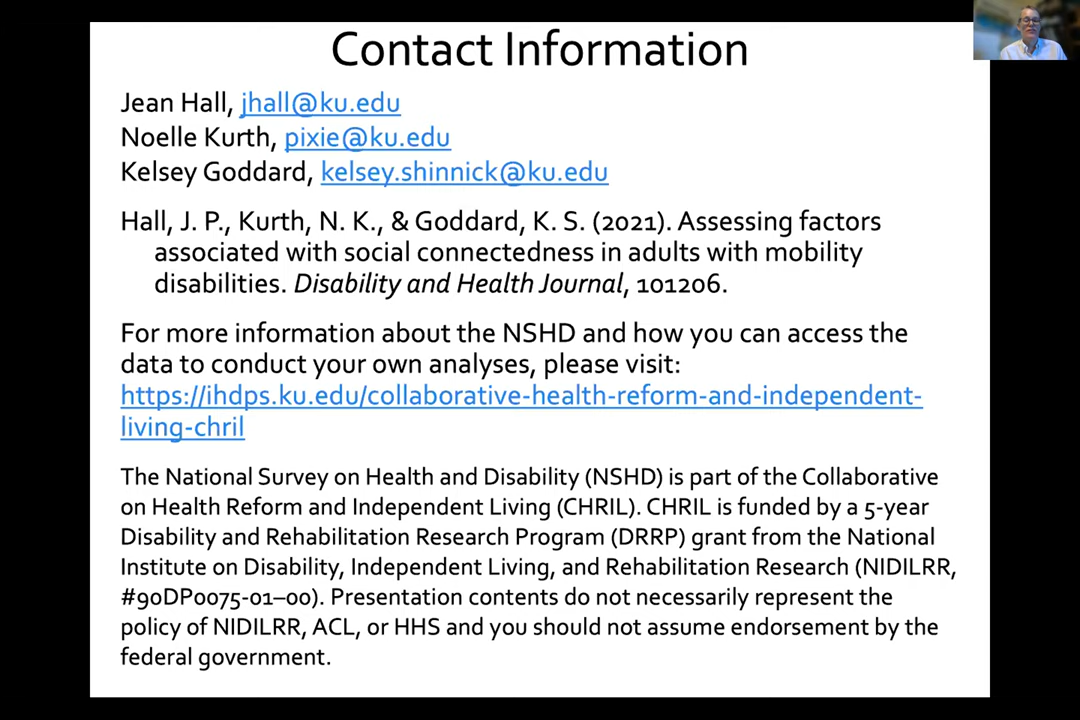 Contact Information
Jean Hall, jhall@ku.edu
Noelle Kurth, pixie@ku.edu
Kelsey Goddard, kelsey.shinnick@ku.edu
Hall, J. P., Kurth, N. K., & Goddard, K. S. (2021). Assessing factors
associated with social connectedness in adults with mobility
disabilities. Disability and Health Journal, 101206.
For more information about the NSHD and how you can access the
data to conduct your own analyses, please visit:
https://ihdps.ku.edu/collaborative-health-reform-and-independent-
living-chril
The National Survey on Health and Disability (NSHD) is part of the Collaborative
on Health Reform and Independent Living (CHRIL). CHRIL is funded by a 5-year
Disability and Rehabilitation Research Program (DRRP) grant from the National
Institute on Disability, Independent Living, and Rehabilitation Research (NIDILRR,
#90DP0075-01–00). Presentation contents do not necessarily represent the
policy of NIDILRR, ACL, or HHS and you should not assume endorsement by the
federal government.